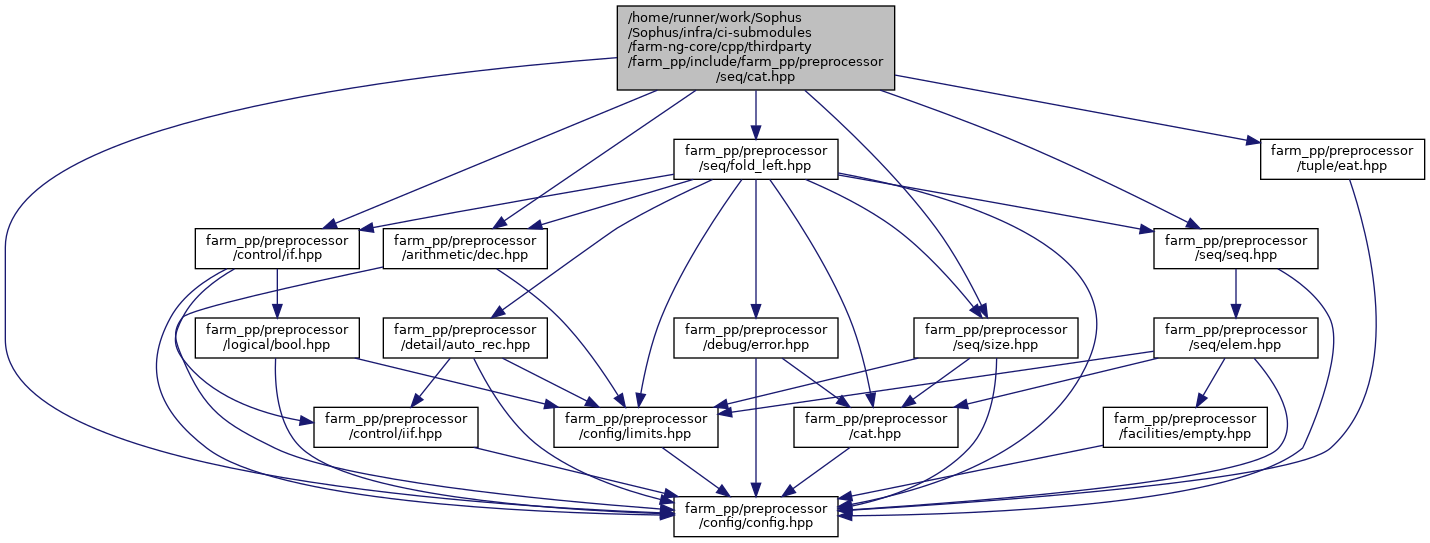 /home/runner/work/Sophus
/Sophus/infra/ci-submodules
/farm-ng-core/cpp/thirdparty
/farm_pp/include/farm_pp/preprocessor
/seq/cat.hpp
farm_pp/preprocessor
/seq/fold_left.hpp
farm_pp/preprocessor
/tuple/eat.hpp
farm_pp/preprocessor
/control/if.hpp
farm_pp/preprocessor
/arithmetic/dec.hpp
farm_pp/preprocessor
/seq/seq.hpp
farm_pp/preprocessor
/logical/bool.hpp
farm_pp/preprocessor
/detail/auto_rec.hpp
farm_pp/preprocessor
/debug/error.hpp
farm_pp/preprocessor
/seq/size.hpp
farm_pp/preprocessor
/seq/elem.hpp
farm_pp/preprocessor
/control/iif.hpp
farm_pp/preprocessor
/config/limits.hpp
farm_pp/preprocessor
/cat.hpp
farm_pp/preprocessor
/facilities/empty.hpp
farm_pp/preprocessor
/config/config.hpp